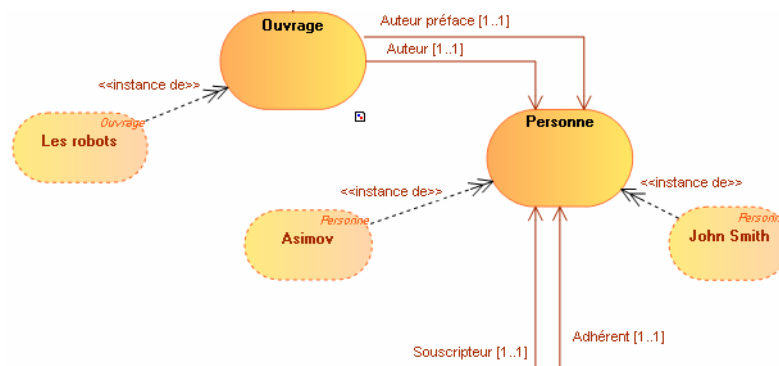 Ouvrage
Auteur préface [1..1]
Auteur [1..1]
<<instance de>>
Ouvrage
Les robots
Personne
<<instance de>>
<<instance de>>
Personne
Asimov
Personn
John Smith
Adhérent [1..1]
Souscripteur [1..1]